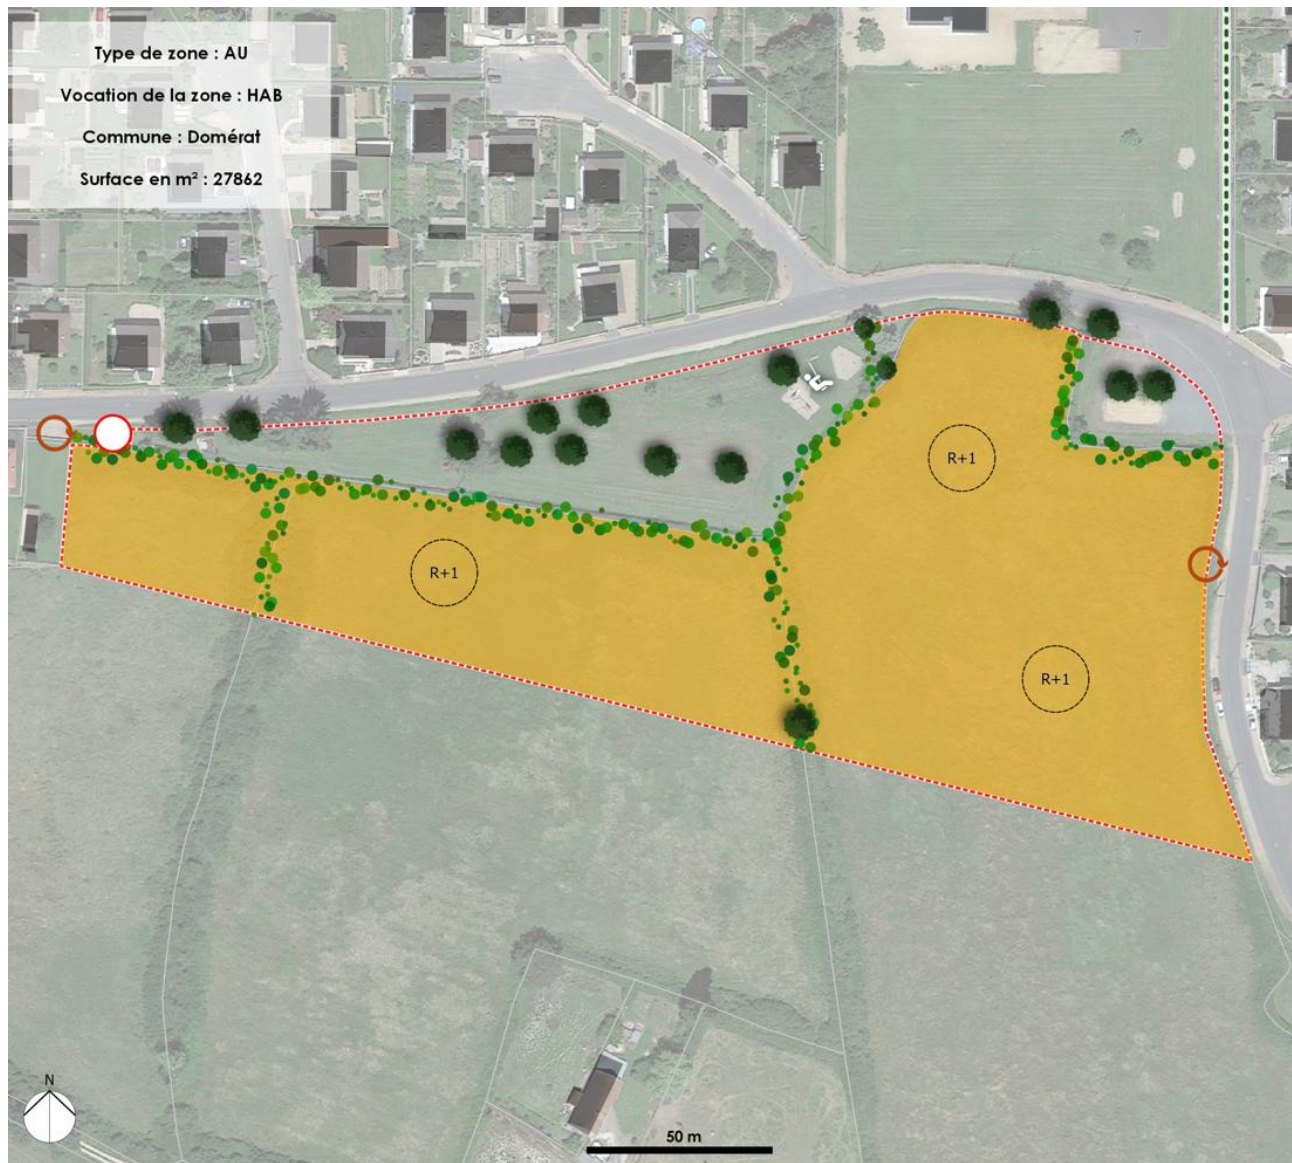 Type de zone : AU
Vocation de la zone : HAB
Commune : Domérat
Surface en m² : 27862
R+1
R+1
R+1
N
50 m